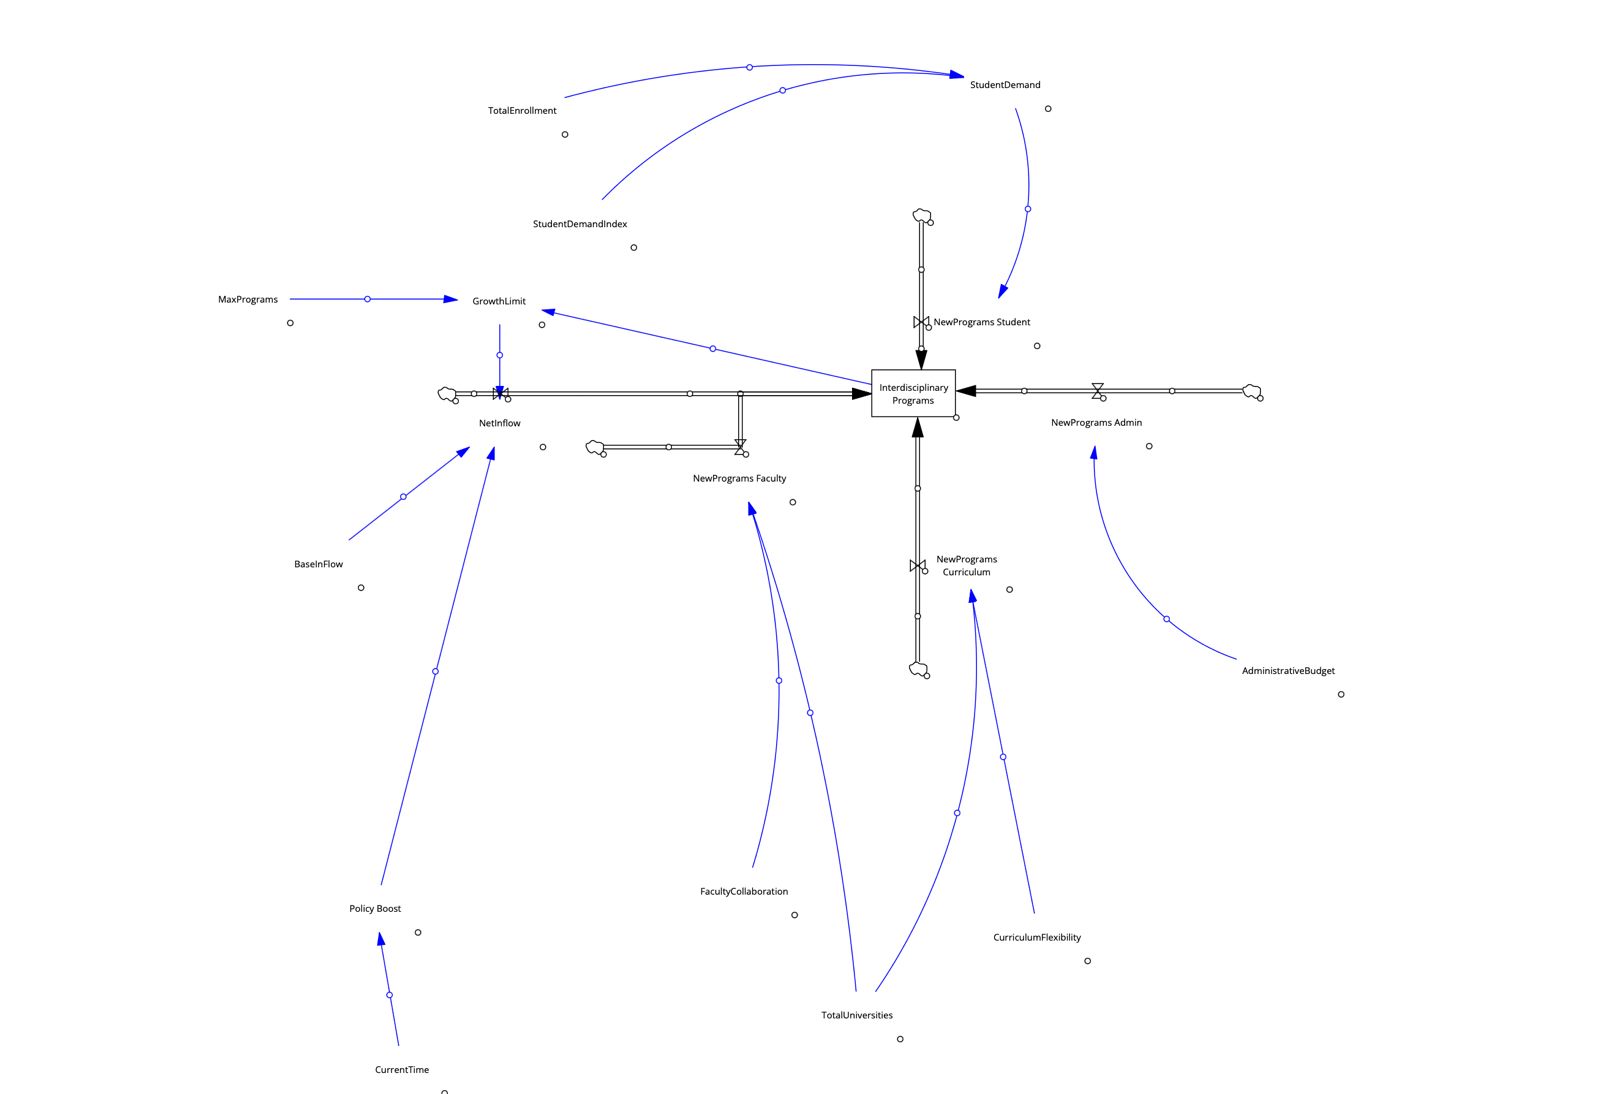 StudentDemand
TotalEnrollment
StudentDemandIndex
MaxPrograms
GrowthLimit
NewPrograms Student
Interdisciplinary
Programs
NetInflow
NewPrograms Admin
NewPrograms Faculty
BaseInFlow
NewPrograms
Curriculum
AdministrativeBudget
FacultyCollaboration
Policy Boost
CurriculumFlexibility
TotalUniversities
CurrentTime